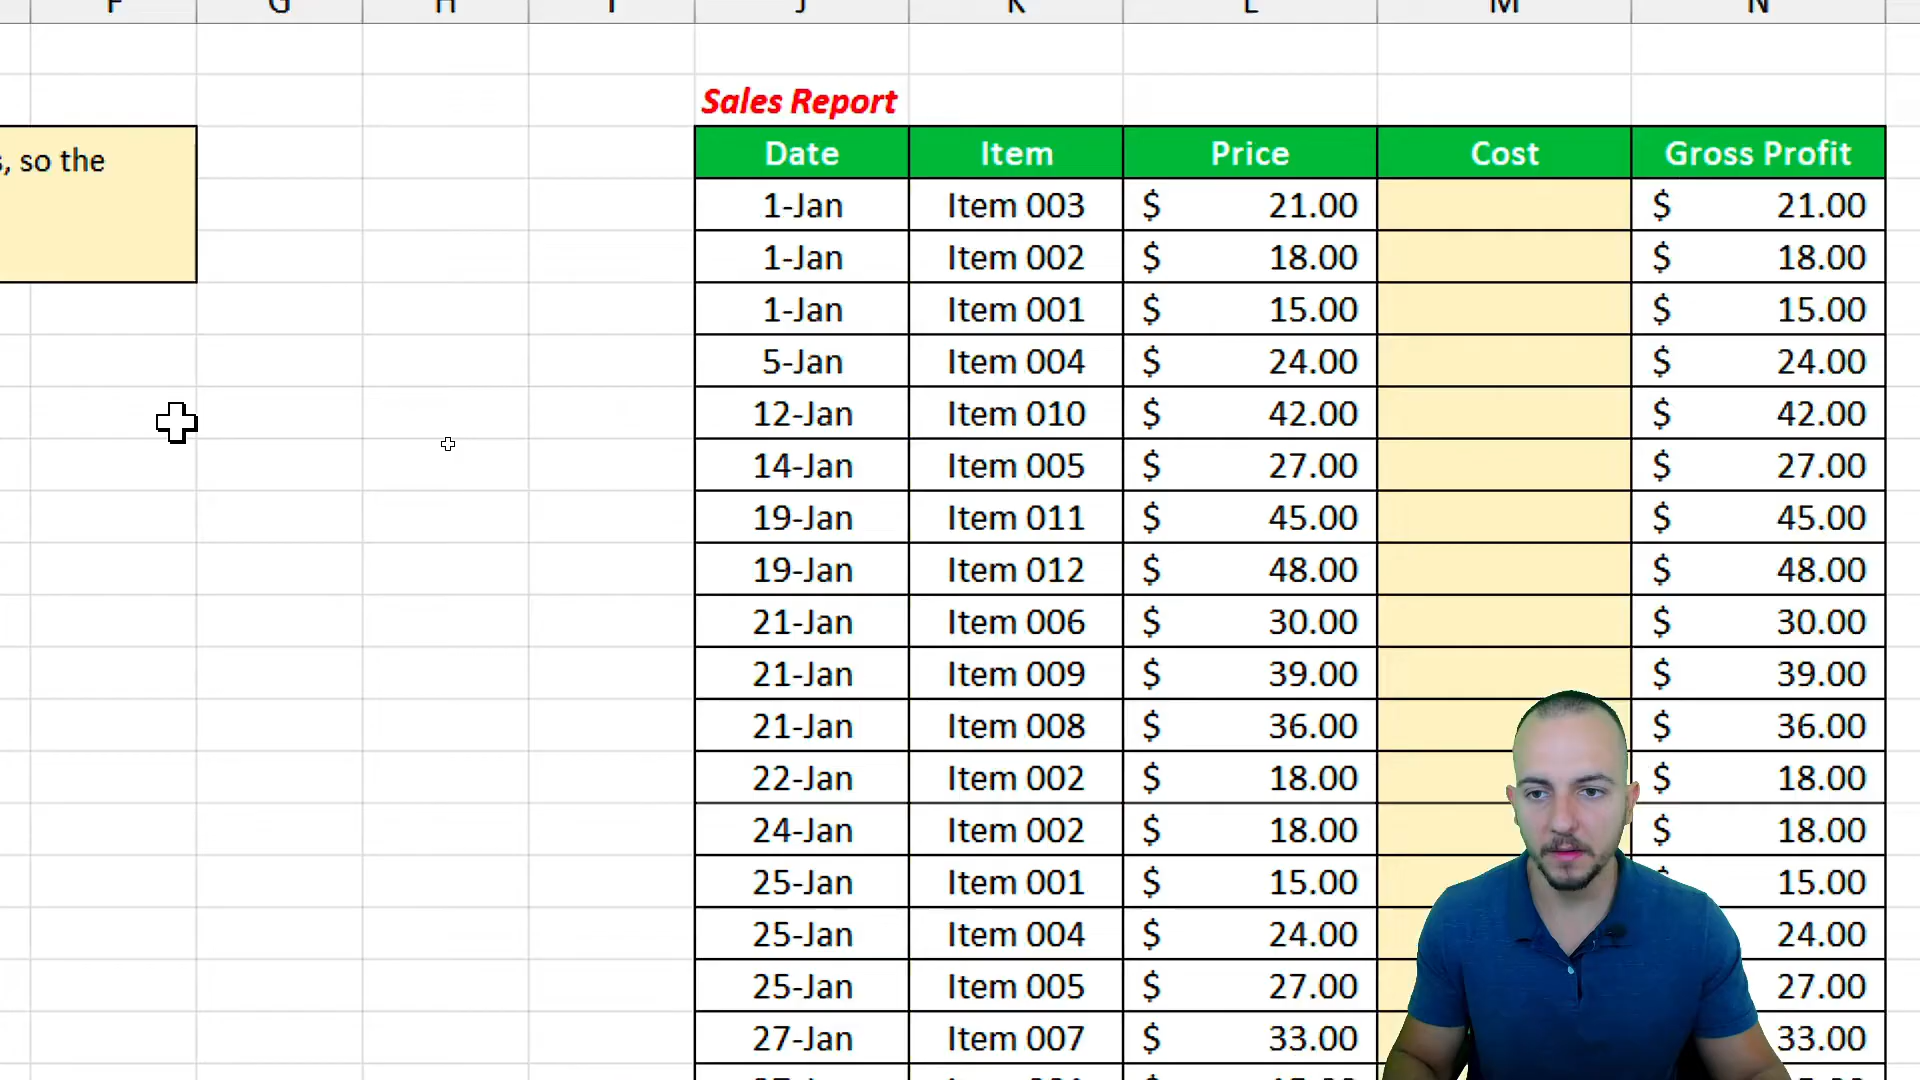 F G H I J K L M N
Sales Report
s, so the
Date Item Price Cost Gross Profit
1-Jan Item 003 $ 21.00 $ 21.00
1-Jan Item 002 $ 18.00 $ 18.00
1-Jan Item 001 $ 15.00 $ 15.00
5-Jan Item 004 $ 24.00 $ 24.00
12-Jan Item 010 $ 42.00 $ 42.00
14-Jan Item 005 $ 27.00 $ 27.00
19-Jan Item 011 $ 45.00 $ 45.00
19-Jan Item 012 $ 48.00 $ 48.00
21-Jan Item 006 $ 30.00 $ 30.00
21-Jan Item 009 $ 39.00 $ 39.00
21-Jan Item 008 $ 36.00 $ 36.00
22-Jan Item 002 $ 18.00 $ 18.00
24-Jan Item 002 $ 18.00 $ 18.00
25-Jan Item 001 $ 15.00 15.00
25-Jan Item 004 $ 24.00 24.00
25-Jan Item 005 $ 27.00 27.00
27-Jan Item 007 $ 33.00 33.00